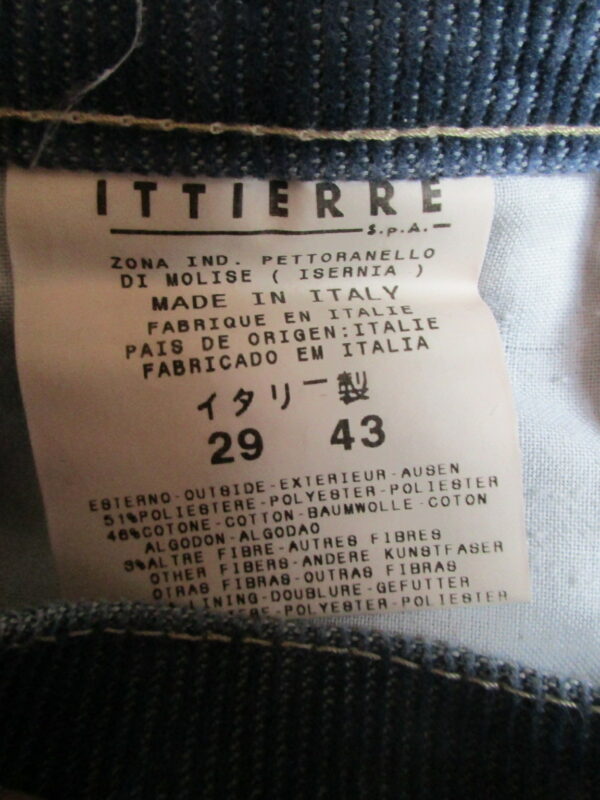 ITTIERRE
S.p.A.
ZONA IND. PETTORANELLO
DI MOLISE ( ISERNIA )
MADE IN ITALY
FABRIQUE EN ITALIE
PAIS DE ORIGEN:ITALIE
FABRICADO EM ITALIA
イタリー製
29 43
ESTERNO-OUTSIDE-EXTERIEUR-AUSEN
51%POLIESTERE-POLYESTER-POLYESTER
46%COTONE-COTTON-BAUMWOLLE-COTON
ALGODON-ALGODAO
3%ALTRE FIBRE-AUTRES FIBRES
OTHER FIBERS-ANDERE KUNSTFASER
OTRAS FIBRAS-OUTRAS FIBRAS
LINING-DOUBLURE-GEFUTTER
POLYESTER-POLIESTER